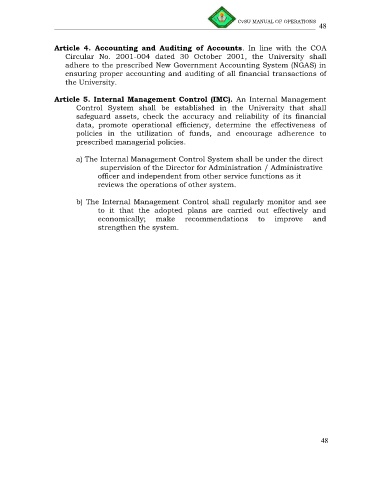 CvSU MANUAL OF OPERATIONS
48
Article 4. Accounting and Auditing of Accounts. In line with the COA
Circular No. 2001-004 dated 30 October 2001, the University shall
adhere to the prescribed New Government Accounting System (NGAS) in
ensuring proper accounting and auditing of all financial transactions of
the University.
Article 5. Internal Management Control (IMC). An Internal Management
Control System shall be established in the University that shall
safeguard assets, check the accuracy and reliability of its financial
data, promote operational efficiency, determine the effectiveness of
policies in the utilization of funds, and encourage adherence to
prescribed managerial policies.
a) The Internal Management Control System shall be under the direct
supervision of the Director for Administration / Administrative
officer and independent from other service functions as it
reviews the operations of other system.
b) The Internal Management Control shall regularly monitor and see
to it that the adopted plans are carried out effectively and
economically; make recommendations to improve and
strengthen the system.
48